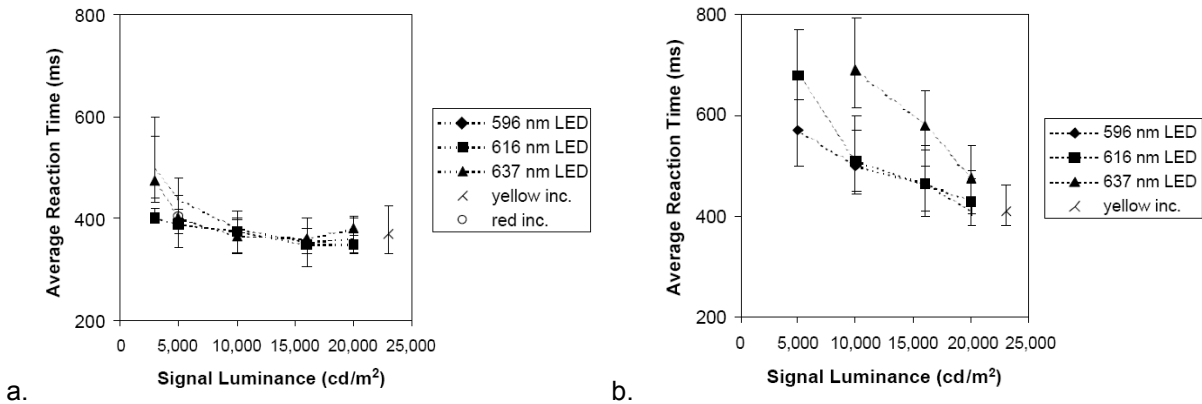 Average Reaction Time (ms)
800
600
400
200
0
5,000
10,000
15,000
20,000
25,000
Signal Luminance (cd/m²)
596 nm LED
616 nm LED
637 nm LED
yellow inc.
red inc.
a.
Average Reaction Time (ms)
800
600
400
200
0
5,000
10,000
15,000
20,000
25,000
Signal Luminance (cd/m²)
596 nm LED
616 nm LED
637 nm LED
yellow inc.
b.